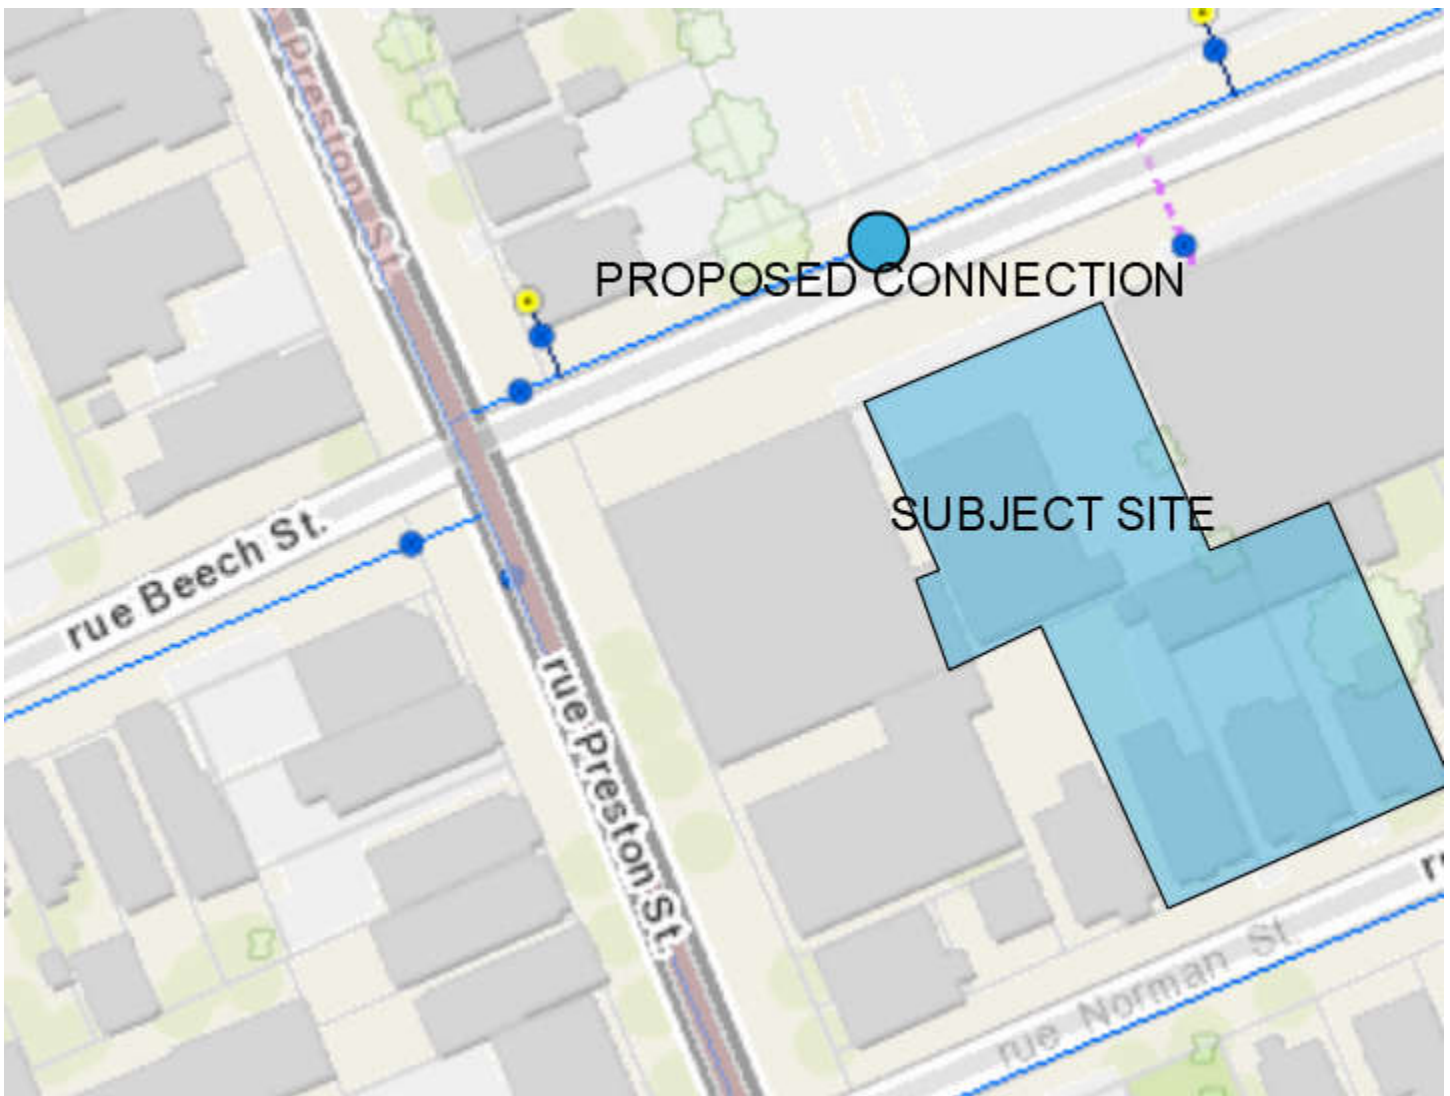 Preston St.
PROPOSED CONNECTION
SUBJECT SITE
rue Beech St.
rue Preston St.
rue Norman St.